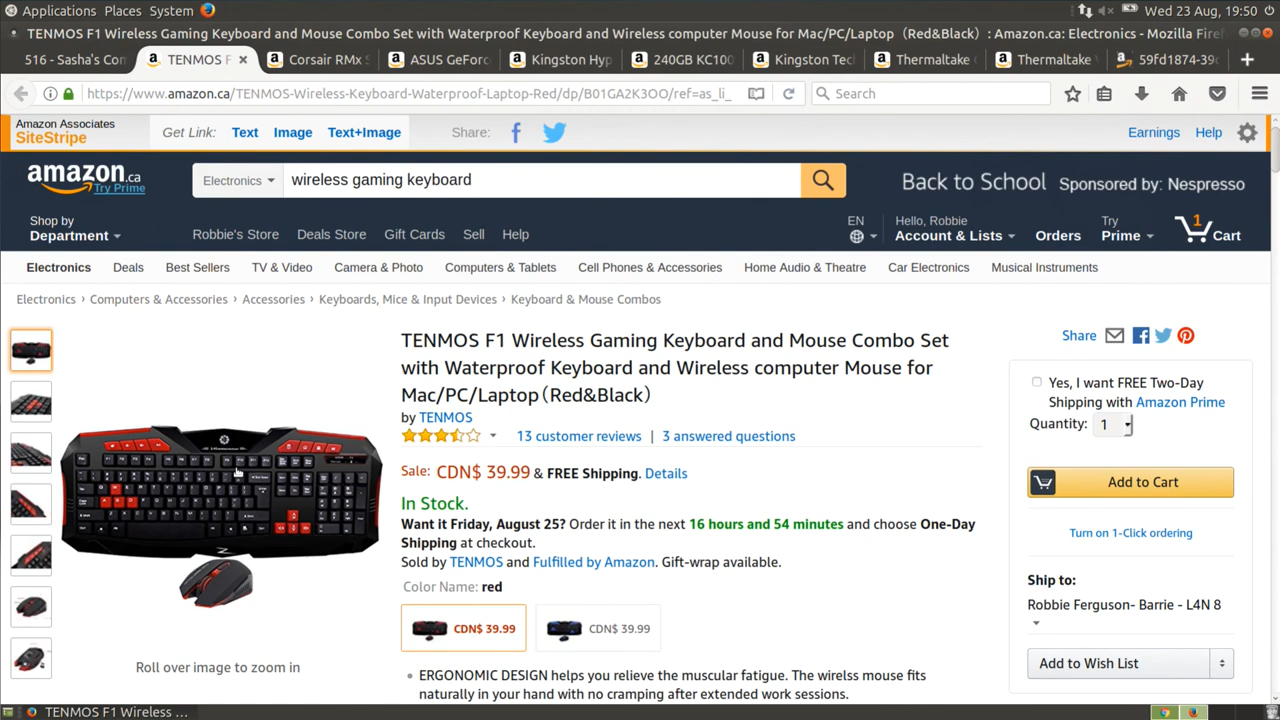 Applications Places System Wed 23 Aug, 19:50
TENMOS F1 Wireless Gaming Keyboard and Mouse Combo Set with Waterproof Keyboard and Wireless computer Mouse for Mac/PC/Laptop（Red&Black）: Amazon.ca: Electronics - Mozilla Firef
516 - Sasha's Con TENMOS F Corsair RMx S ASUS GeForc Kingston Hyp 240GB KC100 Kingston Tech Thermaltake Thermaltake 59fd1874-39c
https://www.amazon.ca/TENMOS-Wireless-Keyboard-Waterproof-Laptop-Red/dp/B01GA2K3OO/ref=as_li_ Search
Amazon Associates
SiteStripe
Get Link: Text Image Text+Image Share: Earnings Help
amazon.ca
Try Prime
Electronics wireless gaming keyboard
Back to School Sponsored by: Nespresso
Shop by
Department
Robbie's Store Deals Store Gift Cards Sell Help
EN
Hello, Robbie
Account & Lists
Orders
Try
Prime
1
Cart
Electronics Deals Best Sellers TV & Video Camera & Photo Computers & Tablets Cell Phones & Accessories Home Audio & Theatre Car Electronics Musical Instruments
Electronics › Computers & Accessories › Accessories › Keyboards, Mice & Input Devices › Keyboard & Mouse Combos
TENMOS F1 Wireless Gaming Keyboard and Mouse Combo Set
with Waterproof Keyboard and Wireless computer Mouse for
Mac/PC/Laptop（Red&Black）
by TENMOS
13 customer reviews | 3 answered questions
Sale: CDN$ 39.99 & FREE Shipping. Details
In Stock.
Want it Friday, August 25? Order it in the next 16 hours and 54 minutes and choose One-Day
Shipping at checkout.
Sold by TENMOS and Fulfilled by Amazon. Gift-wrap available.
Color Name: red
CDN$ 39.99 CDN$ 39.99
• ERGONOMIC DESIGN helps you relieve the muscular fatigue. The wirelss mouse fits
naturally in your hand with no cramping after extended work sessions.
Roll over image to zoom in
Share
Yes, I want FREE Two-Day
Shipping with Amazon Prime
Quantity: 1
Add to Cart
Turn on 1-Click ordering
Ship to:
Robbie Ferguson- Barrie - L4N 8
Add to Wish List
TENMOS F1 Wireless ...